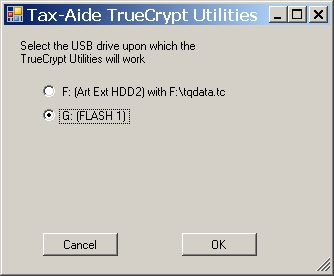 Tax-Aide TrueCrypt Utilities
Select the USB drive upon which the
TrueCrypt Utilities will work
F: (Art Ext HDD2) with F:\tqdata.tc
G: (FLASH 1)
Cancel
OK